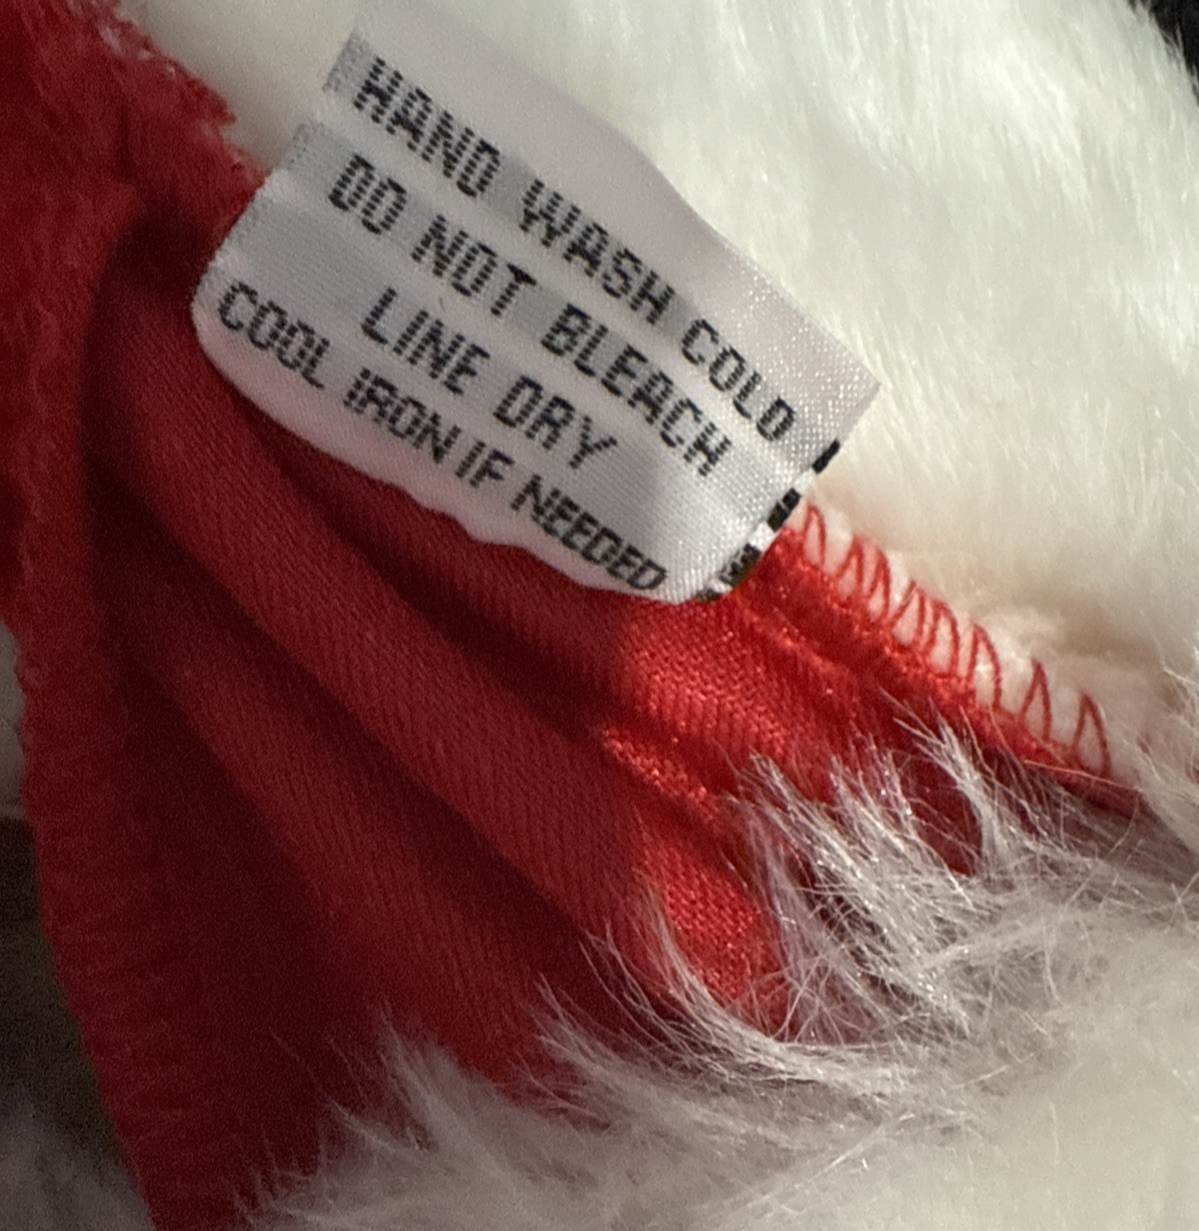 HAND WASH COLD
DO NOT BLEACH
LINE DRY
COOL IRON IF NEEDED